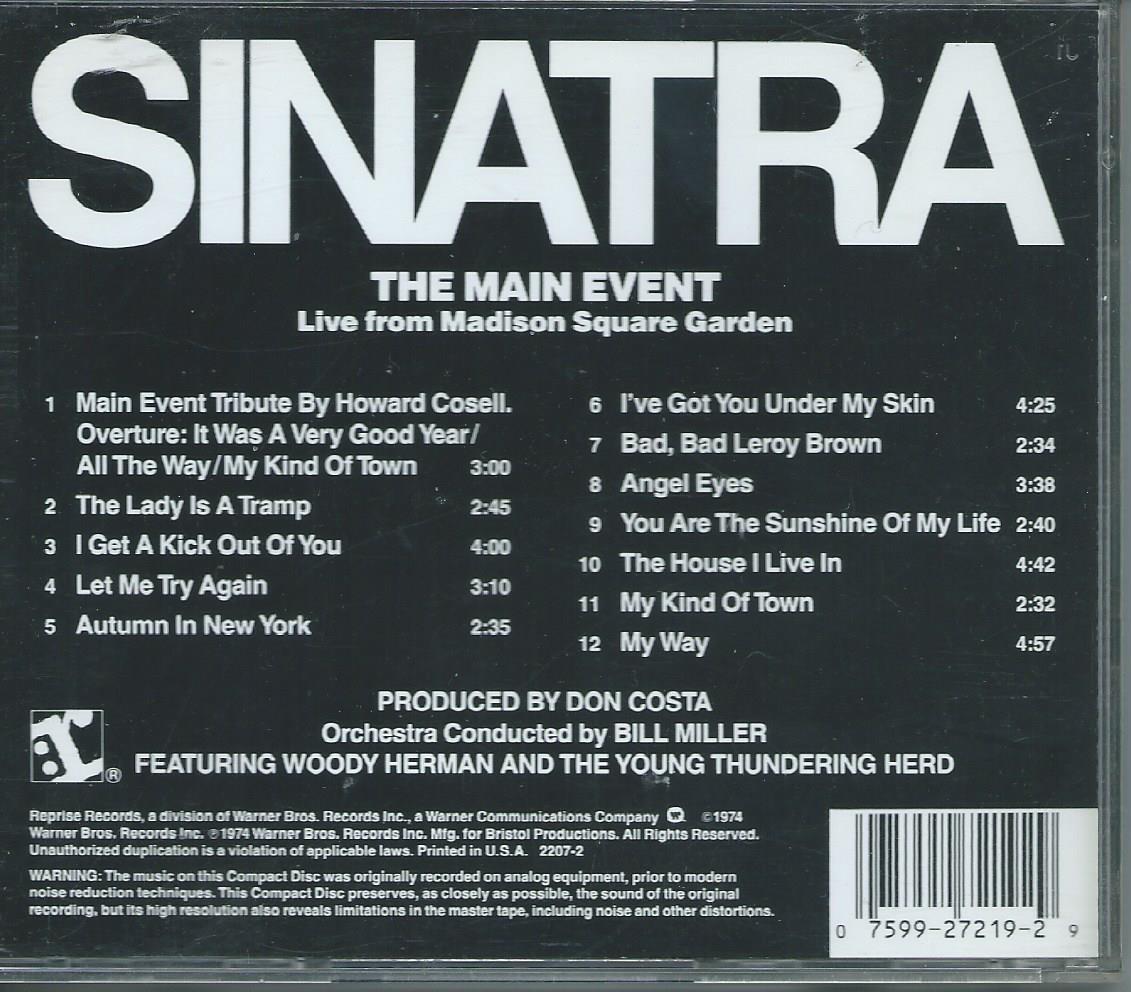 SINATRA
THE MAIN EVENT
Live from Madison Square Garden
1 Main Event Tribute By Howard Cosell.
Overture: It Was A Very Good Year/
All The Way/My Kind Of Town 3:00
2 The Lady Is A Tramp 2:45
3 I Get A Kick Out Of You 4:00
4 Let Me Try Again 3:10
5 Autumn In New York 2:35
6 I've Got You Under My Skin 4:25
7 Bad, Bad Leroy Brown 2:34
8 Angel Eyes 3:38
9 You Are The Sunshine Of My Life 2:40
10 The House I Live In 4:42
11 My Kind Of Town 2:32
12 My Way 4:57
PRODUCED BY DON COSTA
Orchestra Conducted by BILL MILLER
FEATURING WOODY HERMAN AND THE YOUNG THUNDERING HERD
r: ®
Reprise Records, a division of Warner Bros. Records Inc., a Warner Communications Company ©1974
Warner Bros. Records Inc. ℗1974 Warner Bros. Records Inc. Mfg. for Bristol Productions. All Rights Reserved.
Unauthorized duplication is a violation of applicable laws. Printed in U.S.A. 2207-2
WARNING: The music on this Compact Disc was originally recorded on analog equipment, prior to modern
noise reduction techniques. This Compact Disc preserves, as closely as possible, the sound of the original
recording, but its high resolution also reveals limitations in the master tape, including noise and other distortions.
0 7599-27219-2 9